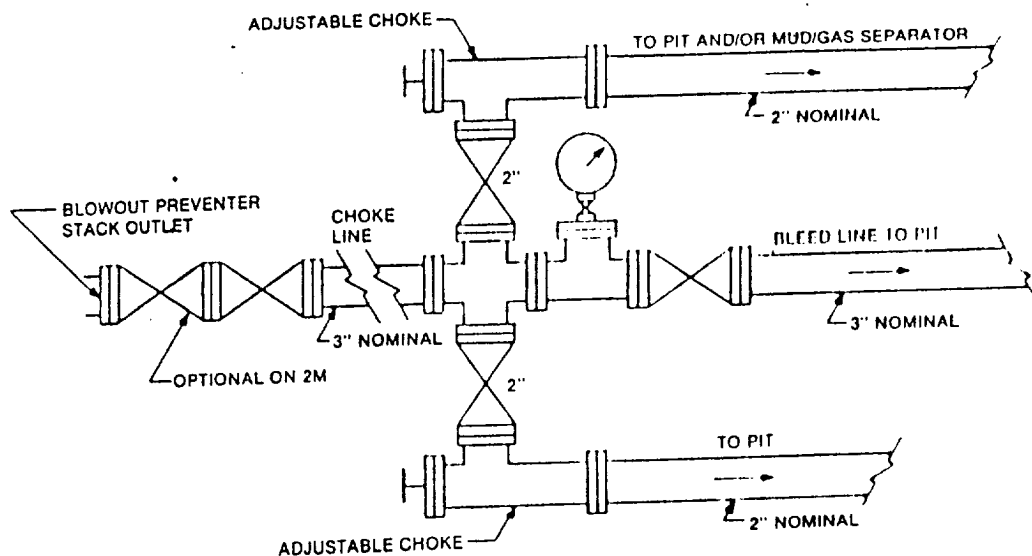 ADJUSTABLE CHOKE
TO PIT AND/OR MUD/GAS SEPARATOR
2" NOMINAL
2"
BLOWOUT PREVENTER
STACK OUTLET
CHOKE
LINE
BLEED LINE TO PIT
3" NOMINAL
3" NOMINAL
OPTIONAL ON 2M
2"
TO PIT
2" NOMINAL
ADJUSTABLE CHOKE